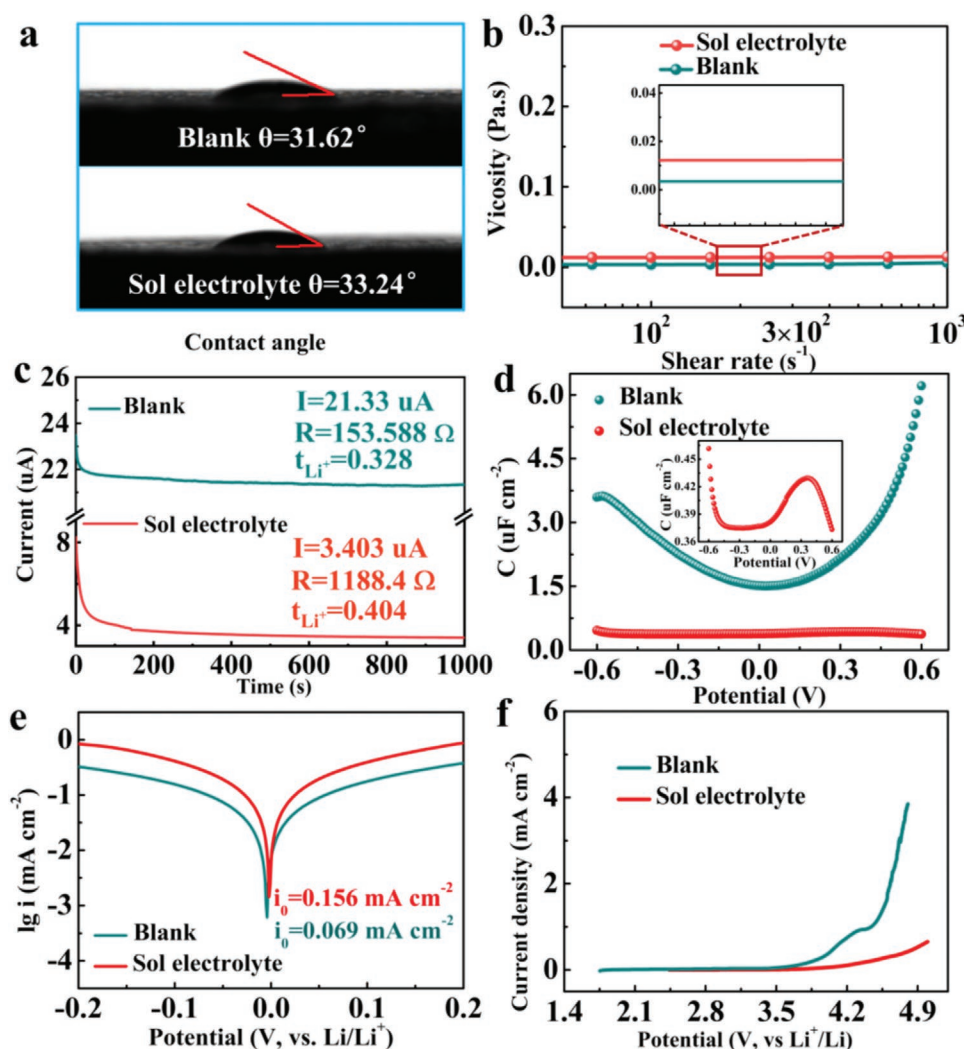 a
Blank θ=31.62°
Sol electrolyte θ=33.24°
Contact angle
b
Sol electrolyte
Blank
Vicosity (Pa.s)
0.3
0.2
0.1
0.0
0.04
0.02
0.00
10²
3×10²
10³
Shear rate (s⁻¹)
c
Current (uA)
26
24
22
8
4
Blank
I=21.33 uA
R=153.588 Ω
tLi⁺=0.328
Sol electrolyte
I=3.403 uA
R=1188.4 Ω
tLi⁺=0.404
0 200 400 600 800 1000
Time (s)
d
C (uF cm⁻²)
6.0
4.5
3.0
1.5
0.0
Blank
Sol electrolyte
C (uF cm⁻²)
0.45
0.42
0.39
0.36
-0.6 -0.3 0.0 0.3 0.6
Potential (V)
-0.6 -0.3 0.0 0.3 0.6
Potential (V)
e
lg i (mA cm⁻²)
0
-1
-2
-3
-4
i₀=0.156 mA cm⁻²
i₀=0.069 mA cm⁻²
Blank
Sol electrolyte
-0.2 -0.1 0.0 0.1 0.2
Potential (V, vs. Li/Li⁺)
f
Current density (mA cm⁻²)
6
4
2
0
Blank
Sol electrolyte
1.4 2.1 2.8 3.5 4.2 4.9
Potential (V, vs Li⁺/Li)